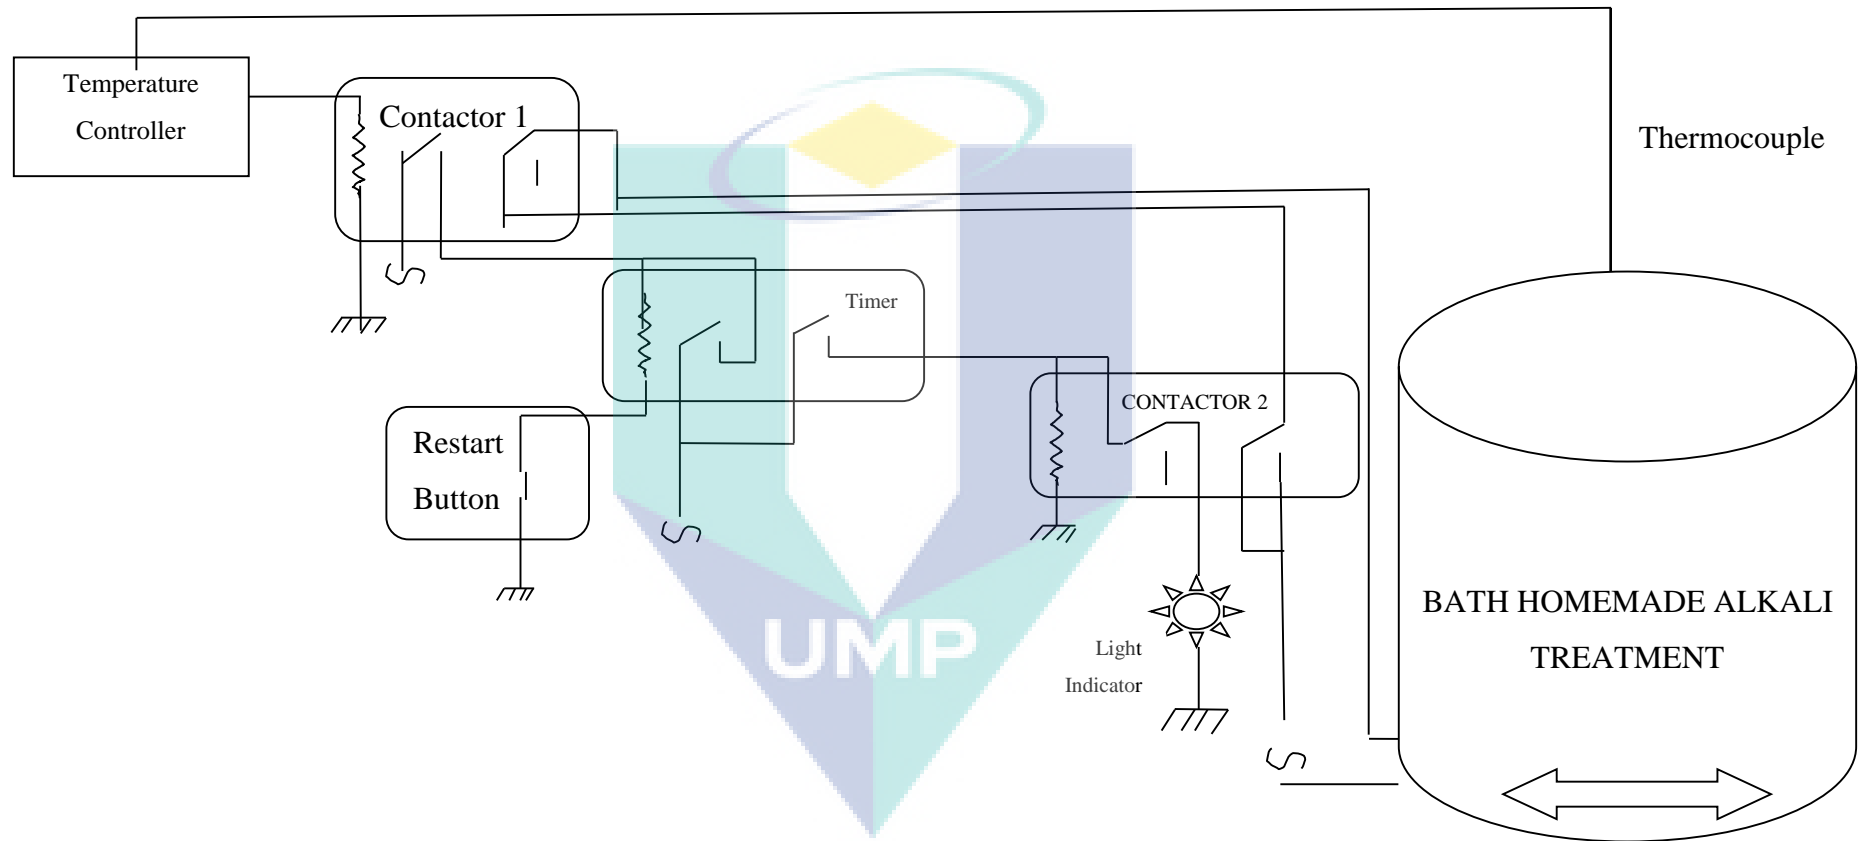 Temperature
Controller
Contactor 1
Thermocouple
Timer
Restart
Button
CONTACTOR 2
Light
Indicator
BATH HOMEMADE ALKALI
TREATMENT
UMP